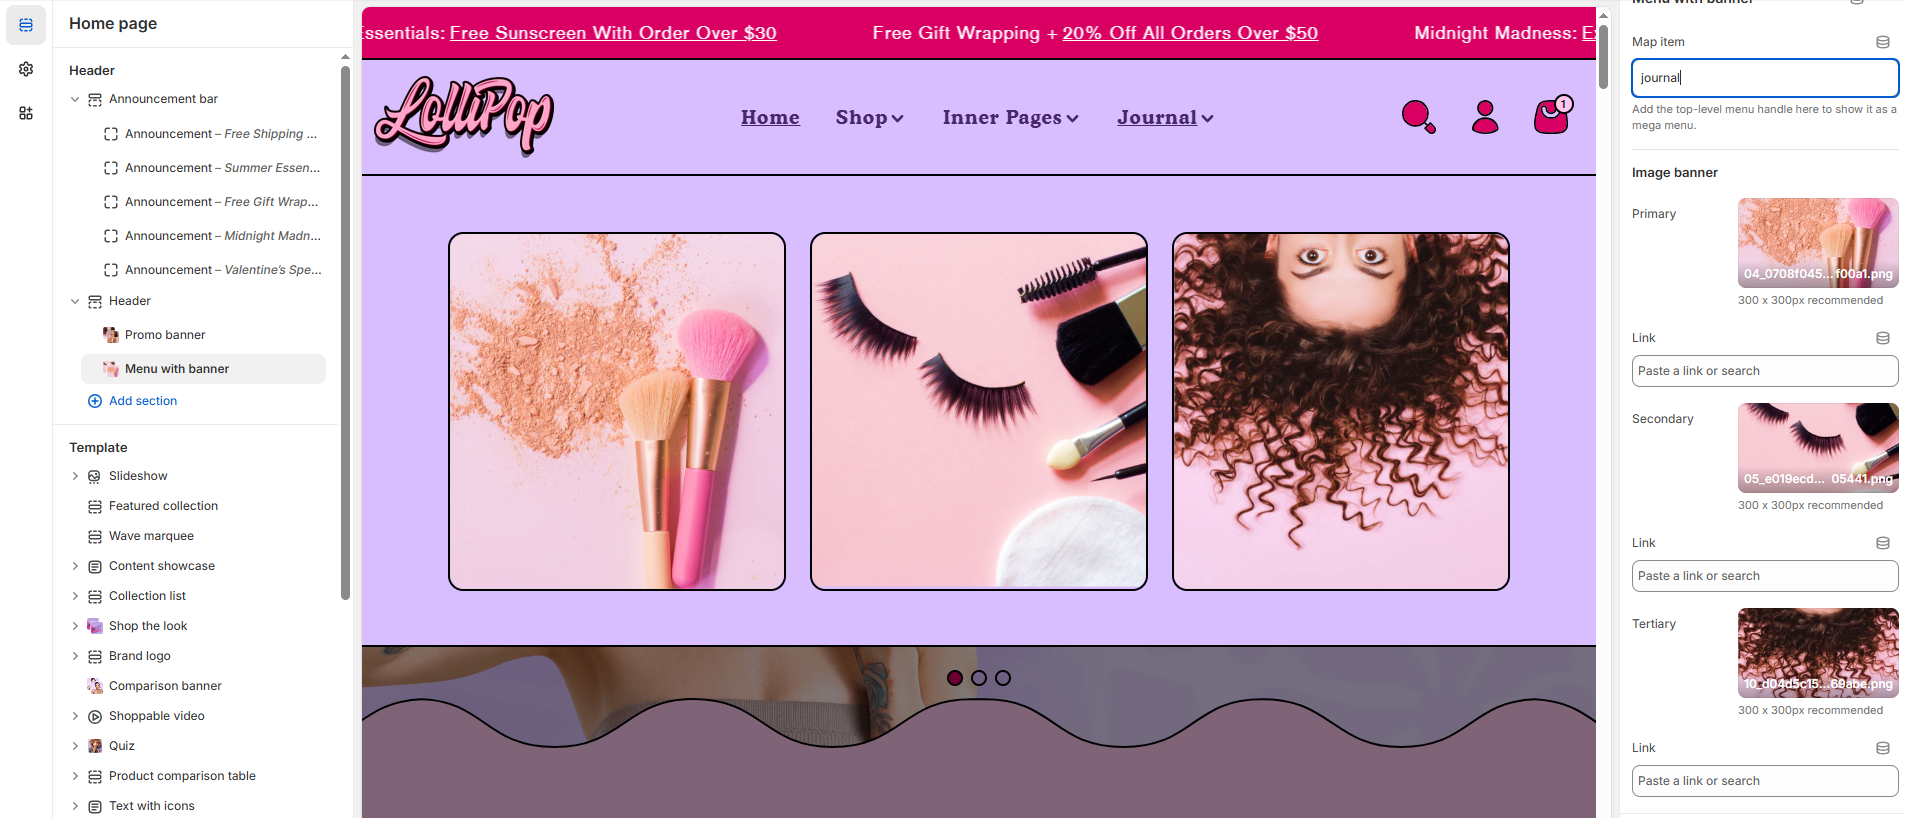 Home page
Header
Announcement bar
Announcement – Free Shipping ...
Announcement – Summer Essen...
Announcement – Free Gift Wrap...
Announcement – Midnight Madn...
Announcement – Valentine's Spe...
Header
Promo banner
Menu with banner
Add section
Template
Slideshow
Featured collection
Wave marquee
Content showcase
Collection list
Shop the look
Brand logo
Comparison banner
Shoppable video
Quiz
Product comparison table
Text with icons
Essentials: Free Sunscreen With Order Over $30
Free Gift Wrapping + 20% Off All Orders Over $50
Midnight Madness: E
LolliPop
Home
Shop
Inner Pages
Journal
1
Menu with banner
Map item
journal
Add the top-level menu handle here to show it as a
mega menu.
Image banner
Primary
04_0708f045... f00a1.png
300 x 300px recommended
Link
Paste a link or search
Secondary
05_e019ecd... 05441.png
300 x 300px recommended
Link
Paste a link or search
Tertiary
10_d04d5c15...69abe.png
300 x 300px recommended
Link
Paste a link or search